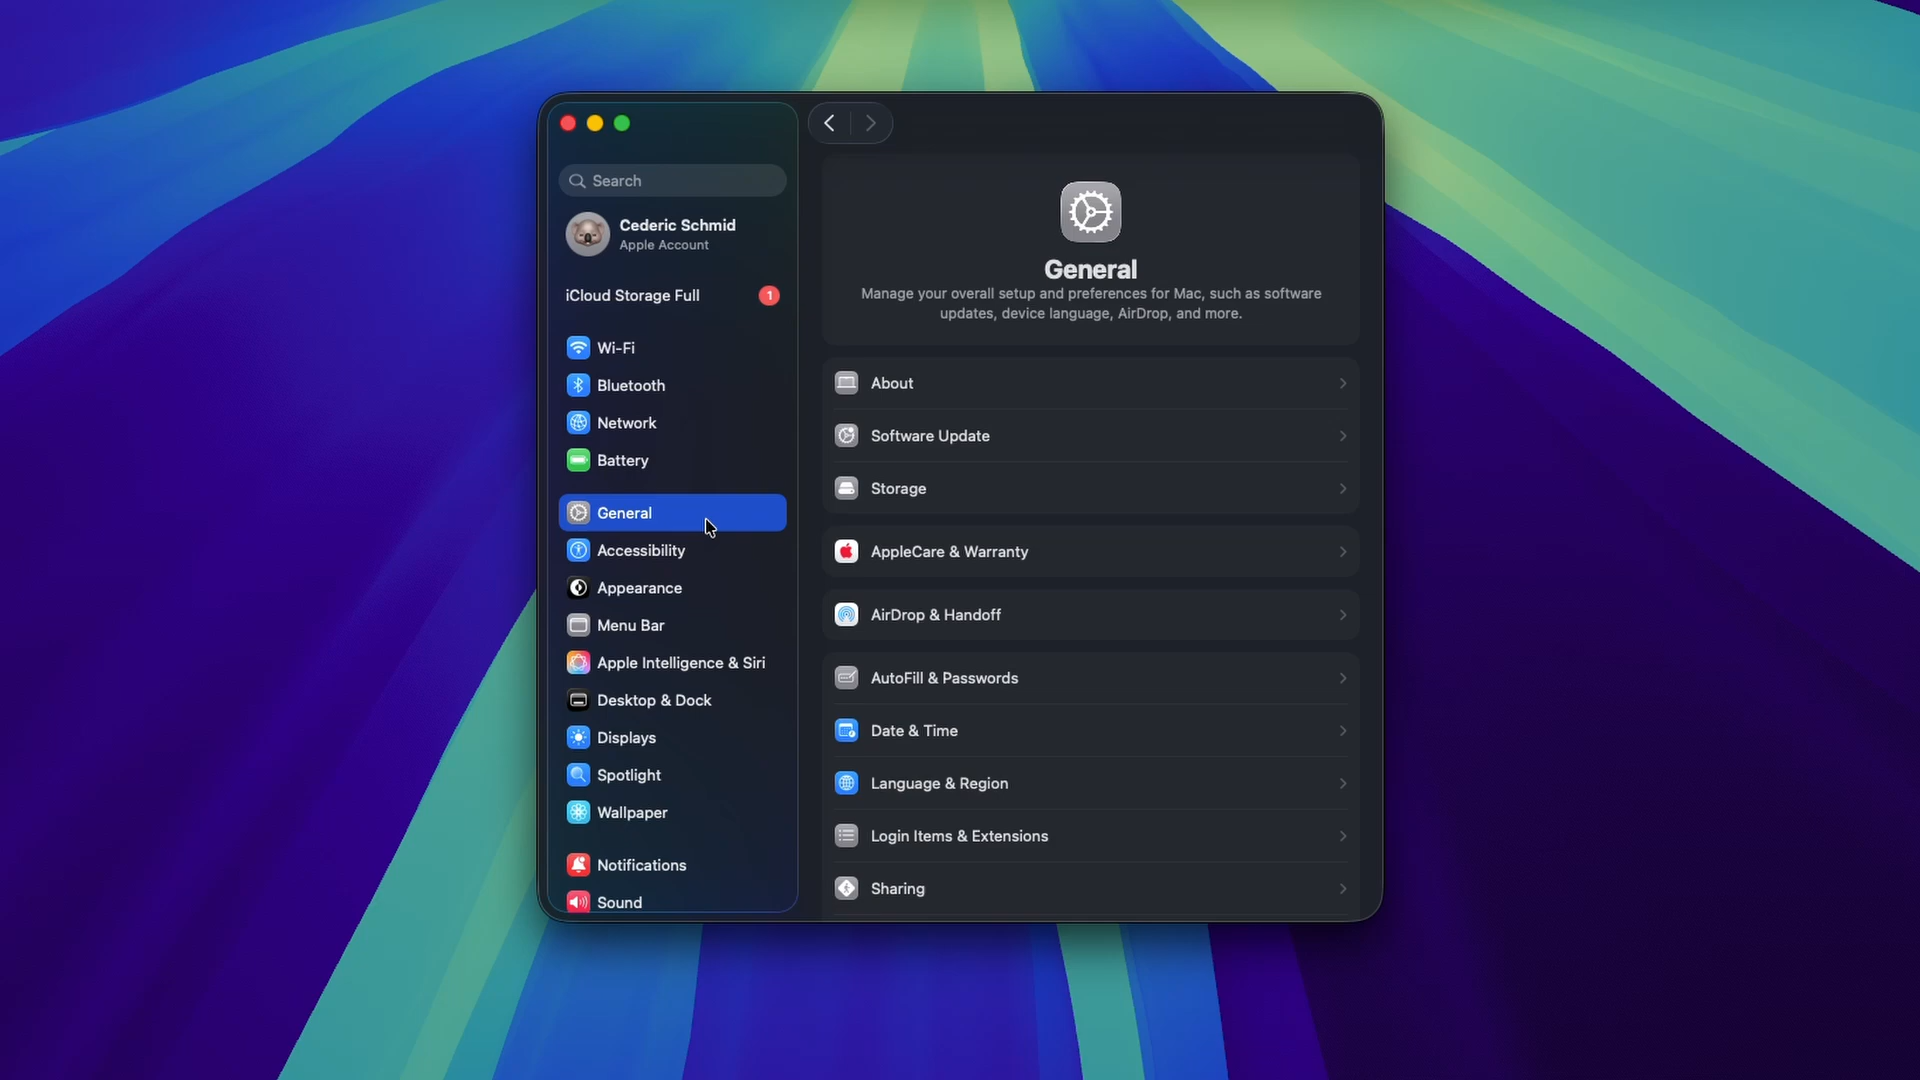 Search
Cederic Schmid
Apple Account
iCloud Storage Full
1
Wi-Fi
Bluetooth
Network
Battery
General
Accessibility
Appearance
Menu Bar
Apple Intelligence & Siri
Desktop & Dock
Displays
Spotlight
Wallpaper
Notifications
Sound
General
Manage your overall setup and preferences for Mac, such as software
updates, device language, AirDrop, and more.
About
Software Update
Storage
AppleCare & Warranty
AirDrop & Handoff
AutoFill & Passwords
Date & Time
Language & Region
Login Items & Extensions
Sharing